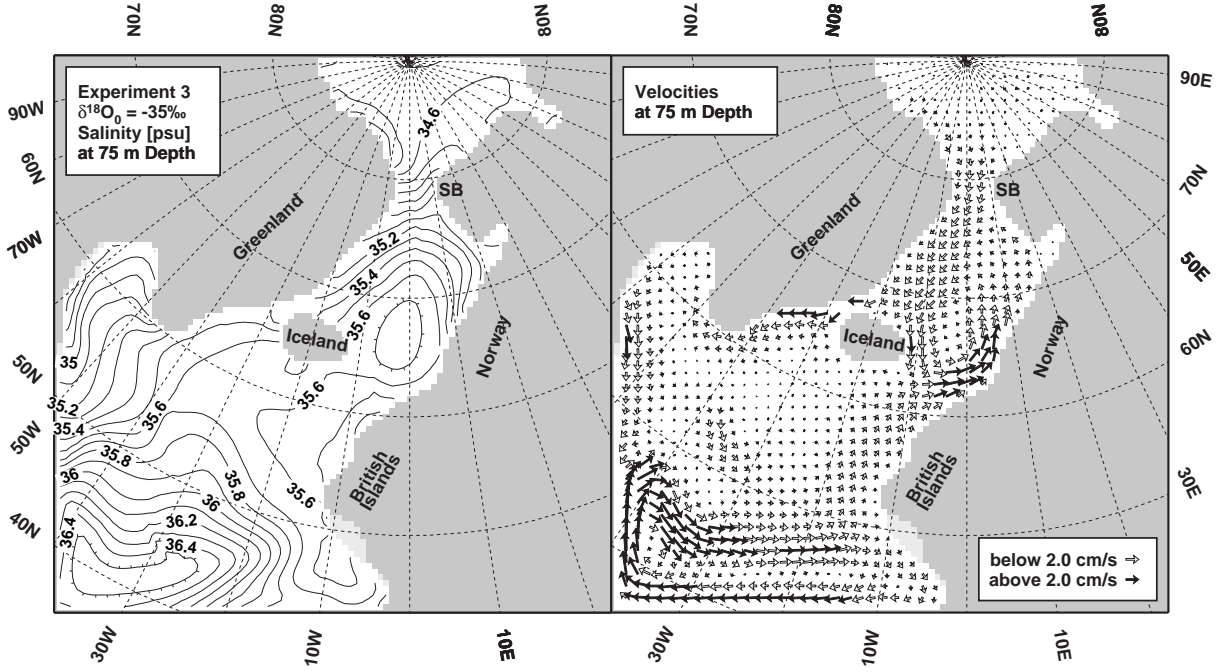 70N
80N
N08
70N
80N
N08
Experiment 3
δ¹⁸O₀ = -35‰
Salinity [psu]
at 75 m Depth
Velocities
at 75 m Depth
90W
60N
70W
50N
50W
40N
90E
70N
50E
60N
30E
34.6
SB
Greenland
35.2
35.4
35.6
Iceland
Norway
35
35.2
35.4
35.6
35.6
35.8
36
35.8
36
35.6
British
Islands
36.2
36.4
36.4
SB
Greenland
Iceland
Norway
British
Islands
below 2.0 cm/s ⇨
above 2.0 cm/s →
30W
10W
10E
30W
10W
10E